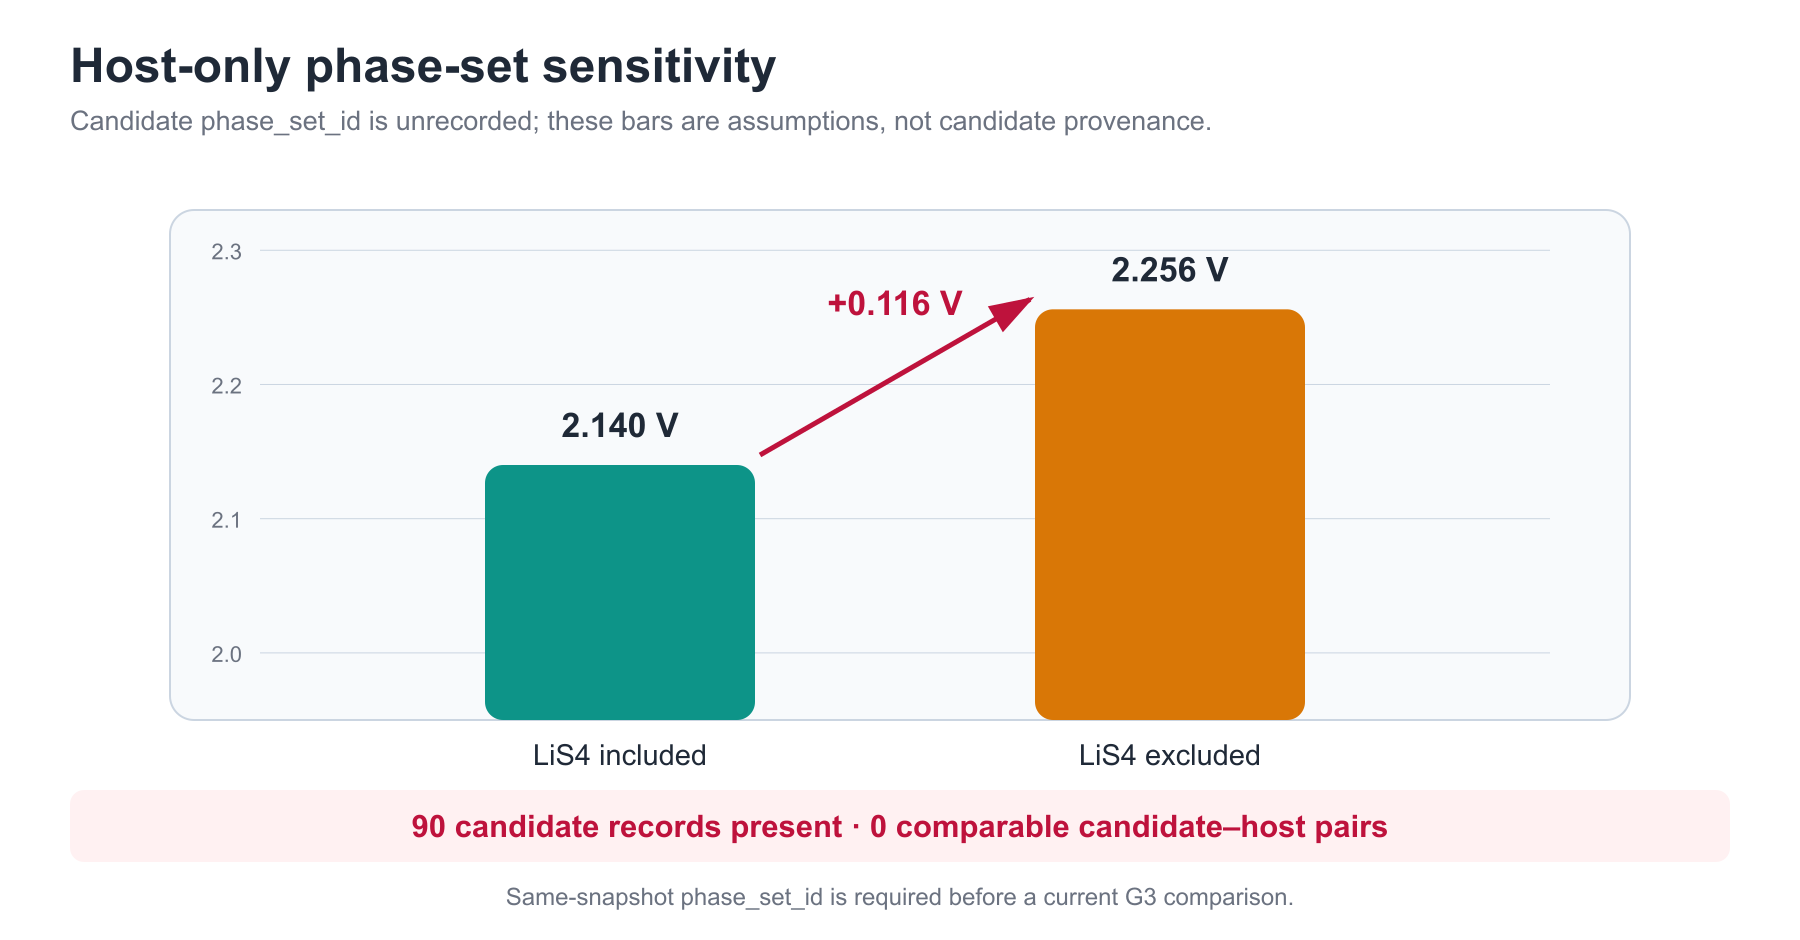 Host-only phase-set sensitivity
Candidate phase_set_id is unrecorded; these bars are assumptions, not candidate provenance.
2.3
2.256 V
+0.116 V
2.2
2.140 V
2.1
2.0
LiS4 included
LiS4 excluded
90 candidate records present · 0 comparable candidate–host pairs
Same-snapshot phase_set_id is required before a current G3 comparison.